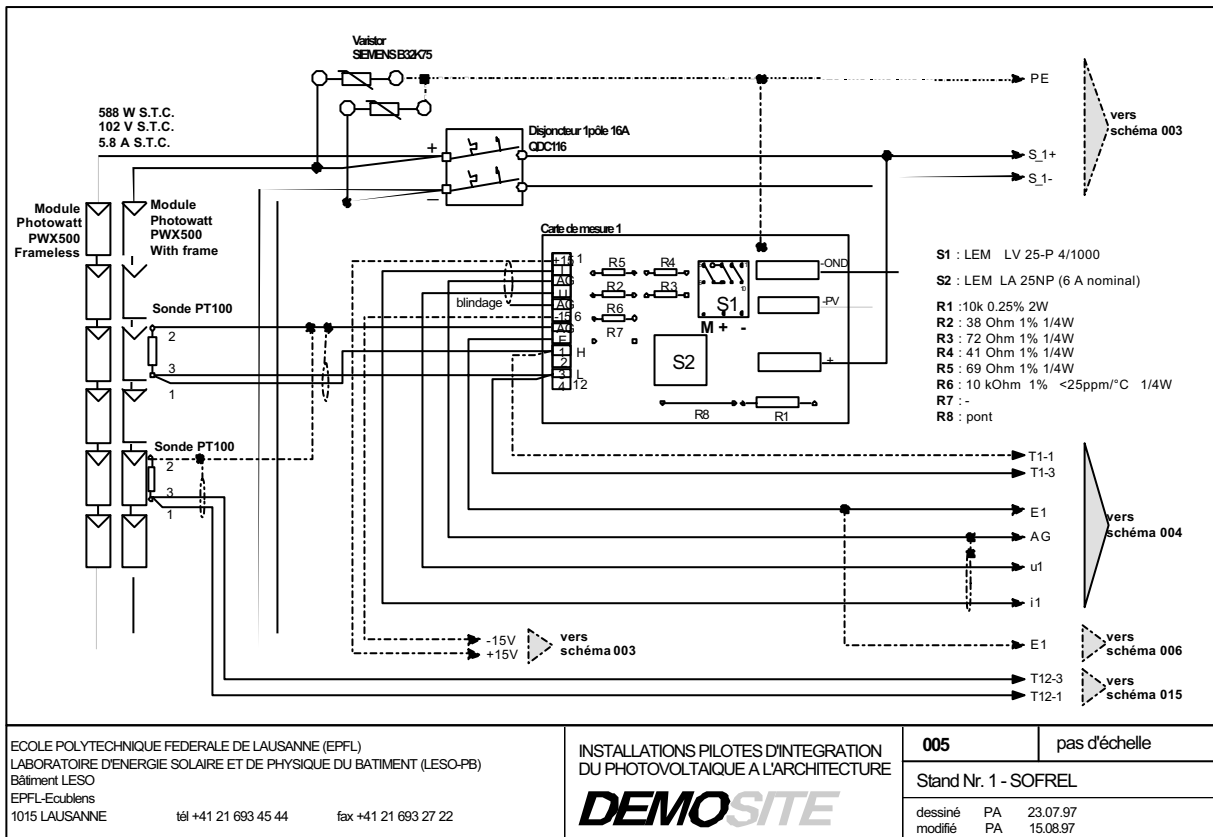 Varistor
SIEMENS B32K75
PE
588 W S.T.C.
102 V S.T.C.
5.8 A S.T.C.
vers
schéma 003
Disjoncteur 1pôle 16A
QDC116
+
–
S_1+
S_1-
Module
Photowatt
PWX500
Frameless
Module
Photowatt
PWX500
With frame
Carte de mesure 1
+15 1
I
AG
U
AG
-15 6
AG
E
1 H
2
3 L
4 12
blindage
R5
R4
R2
R3
R6
R7
S1
M + -
S2
-OND
-PV
+
R8
R1
S1 : LEM LV 25-P 4/1000
S2 : LEM LA 25NP (6 A nominal)
R1 :10k 0.25% 2W
R2 : 38 Ohm 1% 1/4W
R3 : 72 Ohm 1% 1/4W
R4 : 41 Ohm 1% 1/4W
R5 : 69 Ohm 1% 1/4W
R6 : 10 kOhm 1% <25ppm/°C 1/4W
R7 : -
R8 : pont
Sonde PT100
2
3
1
Sonde PT100
2
3
1
T1-1
T1-3
E1
AG
u1
i1
vers
schéma 004
-15V
+15V
vers
schéma 003
E1
vers
schéma 006
T12-3
T12-1
vers
schéma 015
ECOLE POLYTECHNIQUE FEDERALE DE LAUSANNE (EPFL)
LABORATOIRE D'ENERGIE SOLAIRE ET DE PHYSIQUE DU BATIMENT (LESO-PB)
Bâtiment LESO
EPFL-Ecublens
1015 LAUSANNE tél +41 21 693 45 44 fax +41 21 693 27 22
INSTALLATIONS PILOTES D'INTEGRATION
DU PHOTOVOLTAIQUE A L'ARCHITECTURE
DEMOSITE
005 pas d'échelle
Stand Nr. 1 - SOFREL
dessiné PA 23.07.97
modifié PA 15.08.97